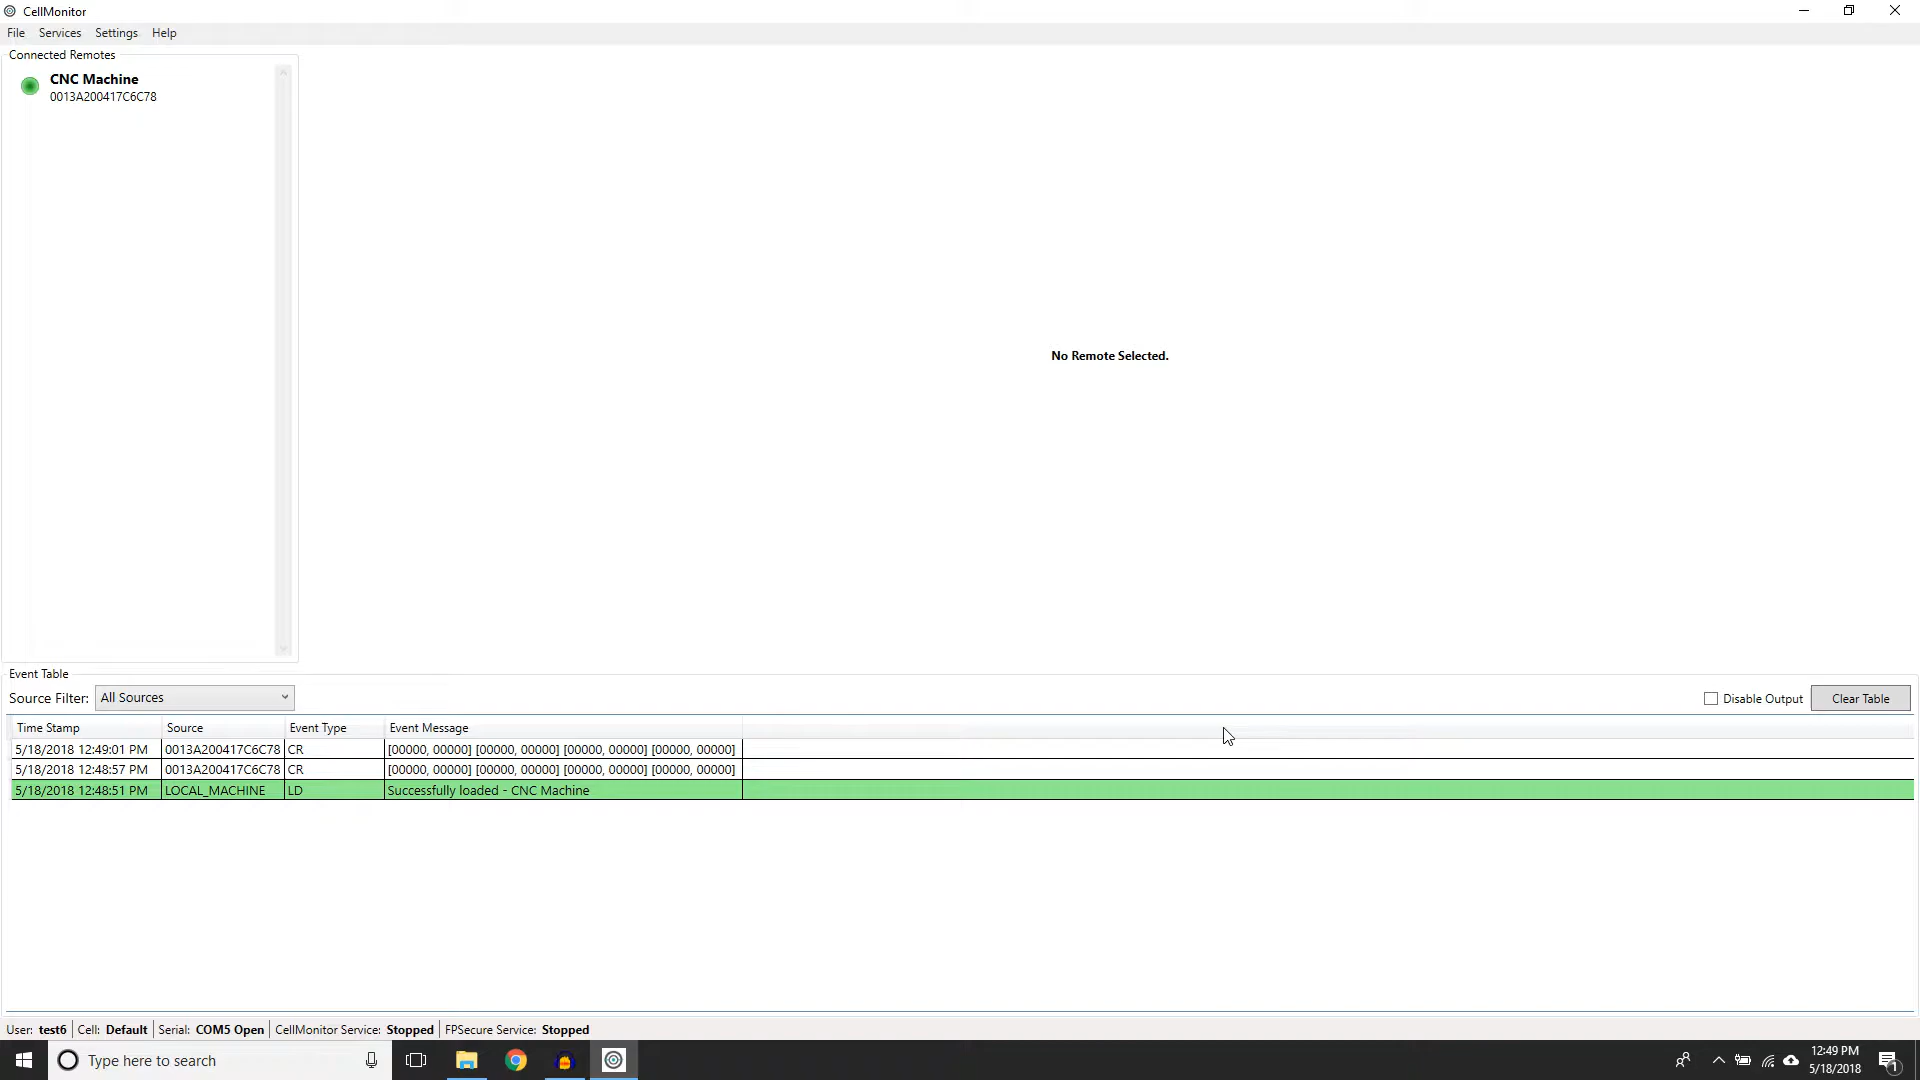 CellMonitor
File Services Settings Help
Connected Remotes
CNC Machine
0013A200417C6C78
No Remote Selected.
Event Table
Source Filter: All Sources
Disable Output Clear Table
Time Stamp Source Event Type Event Message
5/18/2018 12:49:01 PM 0013A200417C6C78 CR [00000, 00000] [00000, 00000] [00000, 00000] [00000, 00000]
5/18/2018 12:48:57 PM 0013A200417C6C78 CR [00000, 00000] [00000, 00000] [00000, 00000] [00000, 00000]
5/18/2018 12:48:51 PM LOCAL_MACHINE LD Successfully loaded - CNC Machine
User: test6 Cell: Default Serial: COM5 Open CellMonitor Service: Stopped FPSecure Service: Stopped
Type here to search
12:49 PM
5/18/2018
1